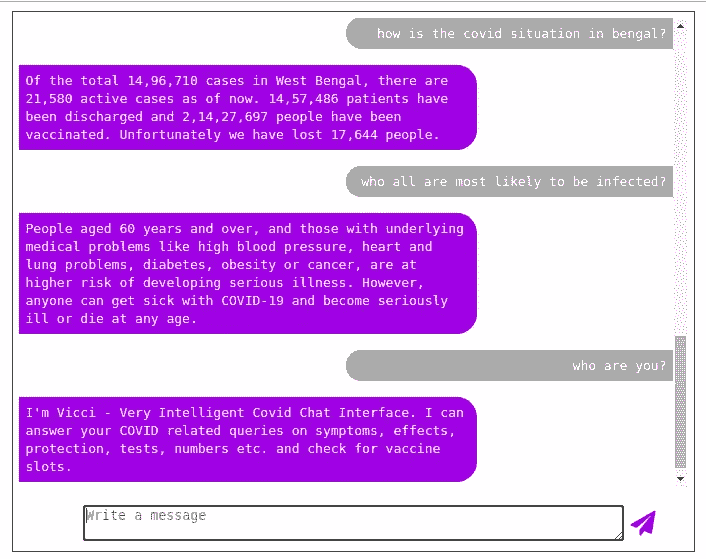 how is the covid situation in bengal?
Of the total 14,96,710 cases in West Bengal, there are
21,580 active cases as of now. 14,57,486 patients have
been discharged and 2,14,27,697 people have been
vaccinated. Unfortunately we have lost 17,644 people.
who all are most likely to be infected?
People aged 60 years and over, and those with underlying
medical problems like high blood pressure, heart and
lung problems, diabetes, obesity or cancer, are at
higher risk of developing serious illness. However,
anyone can get sick with COVID-19 and become seriously
ill or die at any age.
who are you?
I'm Vicci - Very Intelligent Covid Chat Interface. I can
answer your COVID related queries on symptoms, effects,
protection, tests, numbers etc. and check for vaccine
slots.
Write a message